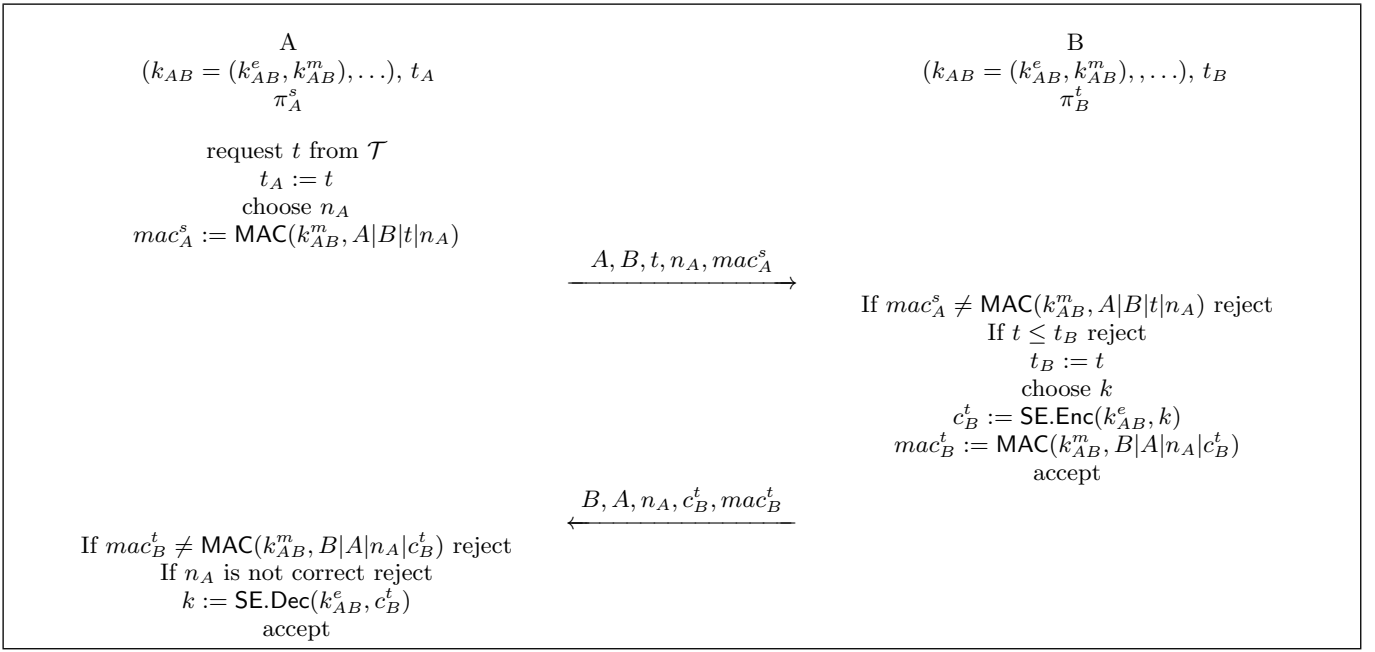 A
B
(k_{AB} = (k^e_{AB}, k^m_{AB}), . . .), t_A
(k_{AB} = (k^e_{AB}, k^m_{AB}), , . . .), t_B
π^s_A
π^t_B
request t from 𝒯
t_A := t
choose n_A
mac^s_A := MAC(k^m_{AB}, A|B|t|n_A)
A, B, t, n_A, mac^s_A
If mac^s_A ≠ MAC(k^m_{AB}, A|B|t|n_A) reject
If t ≤ t_B reject
t_B := t
choose k
c^t_B := SE.Enc(k^e_{AB}, k)
mac^t_B := MAC(k^m_{AB}, B|A|n_A|c^t_B)
accept
B, A, n_A, c^t_B, mac^t_B
If mac^t_B ≠ MAC(k^m_{AB}, B|A|n_A|c^t_B) reject
If n_A is not correct reject
k := SE.Dec(k^e_{AB}, c^t_B)
accept